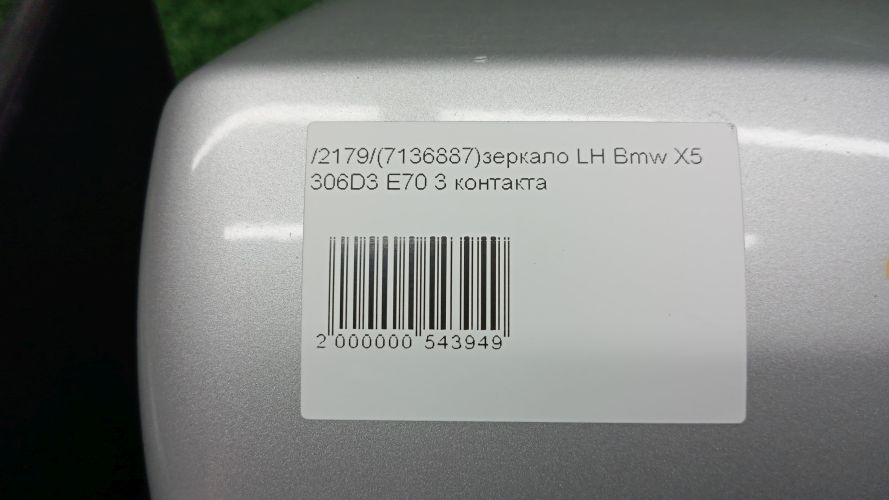 /2179/(7136887)зеркало LH Bmw X5
306D3 E70 3 контакта
2 000000 543949